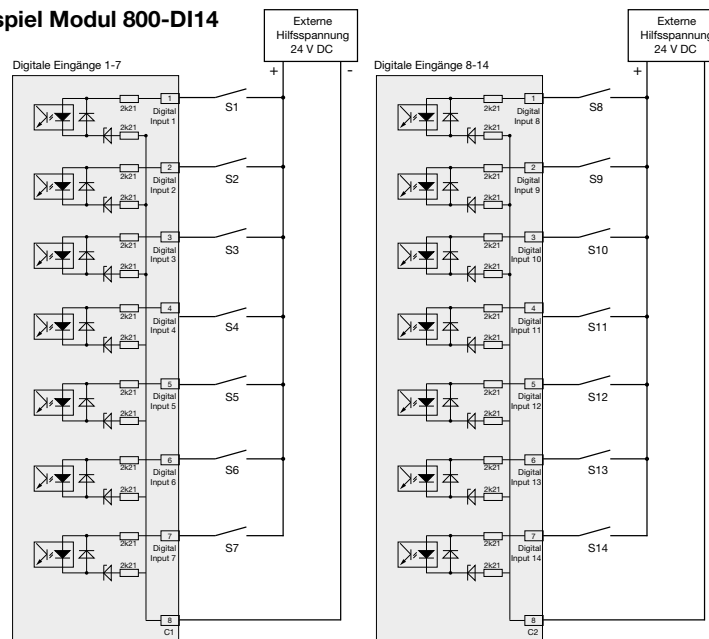 spiel Modul 800-DI14
Externe
Hilfsspannung
24 V DC
+
-
Digitale Eingänge 1-7
2k21
1
Digital
Input 1
2k21
S1
2k21
2
Digital
Input 2
2k21
S2
2k21
3
Digital
Input 3
2k21
S3
2k21
4
Digital
Input 4
2k21
S4
2k21
5
Digital
Input 5
2k21
S5
2k21
6
Digital
Input 6
2k21
S6
2k21
7
Digital
Input 7
2k21
S7
8
C1
Externe
Hilfsspannung
24 V DC
+
Digitale Eingänge 8-14
2k21
1
Digital
Input 8
2k21
S8
2k21
2
Digital
Input 9
2k21
S9
2k21
3
Digital
Input 10
2k21
S10
2k21
4
Digital
Input 11
2k21
S11
2k21
5
Digital
Input 12
2k21
S12
2k21
6
Digital
Input 13
2k21
S13
2k21
7
Digital
Input 14
2k21
S14
8
C2